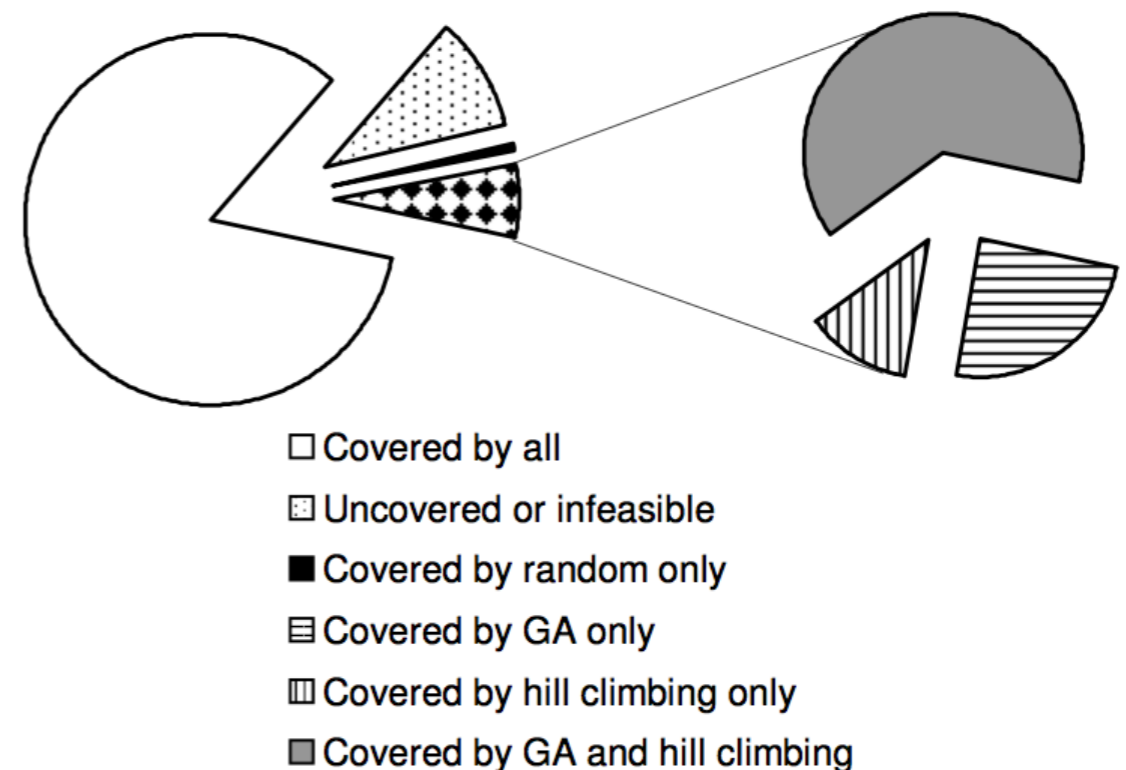 Covered by all
Uncovered or infeasible
Covered by random only
Covered by GA only
Covered by hill climbing only
Covered by GA and hill climbing